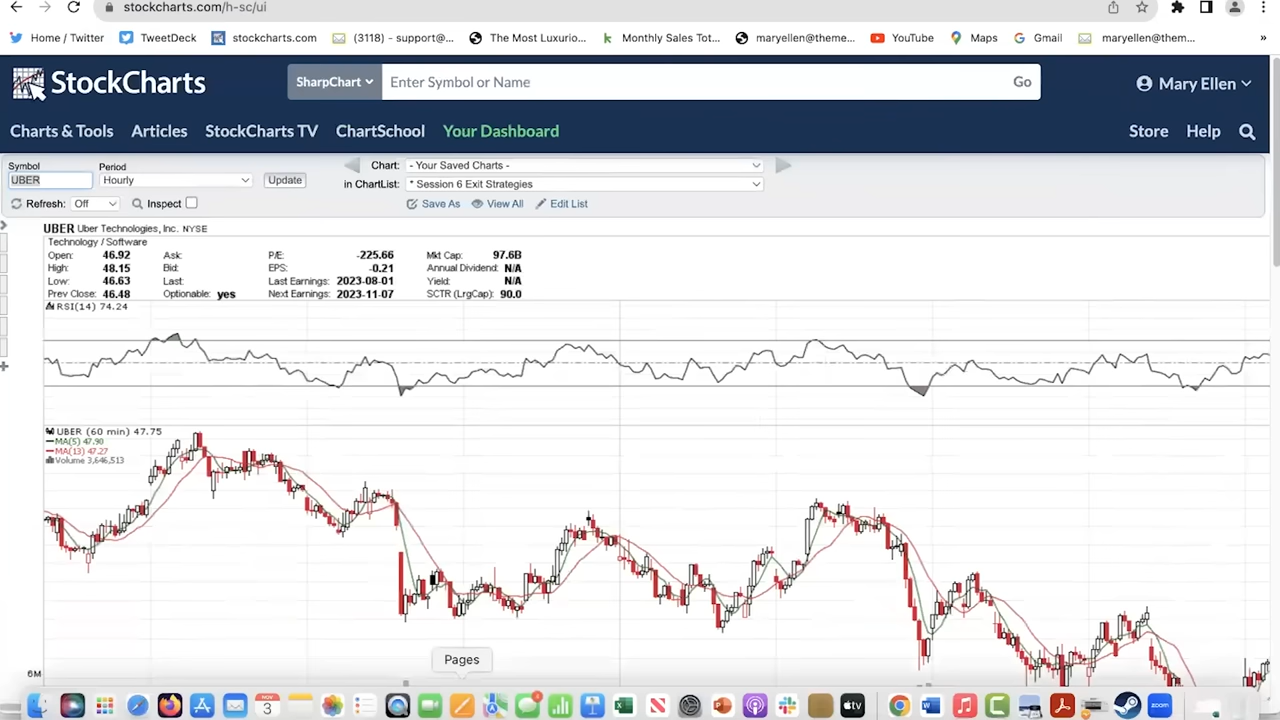 stockcharts.com/h-sc/ui
Home / Twitter TweetDeck stockcharts.com (3118) - support@... The Most Luxurio... Monthly Sales Tot... maryellen@theme... YouTube Maps Gmail maryellen@them... »
StockCharts SharpChart Enter Symbol or Name Go Mary Ellen
Charts & Tools Articles StockCharts TV ChartSchool Your Dashboard Store Help
Symbol Period Chart: - Your Saved Charts -
UBER Hourly Update in ChartList: * Session 6 Exit Strategies
Refresh: Off Inspect Save As View All Edit List
UBER Uber Technologies, Inc. NYSE
Technology / Software
Open: 46.92 Ask: P/E: -225.66 Mkt Cap: 97.6B
High: 48.15 Bid: EPS: -0.21 Annual Dividend: N/A
Low: 46.63 Last: Last Earnings: 2023-08-01 Yield: N/A
Prev Close: 46.48 Optionable: yes Next Earnings: 2023-11-07 SCTR (LrgCap): 90.0
RSI(14) 74.24
UBER (60 min) 47.75
MA(5) 47.90
MA(13) 47.27
Volume 3,646,513
Pages
6M
NOV
3
4
tv
zoom